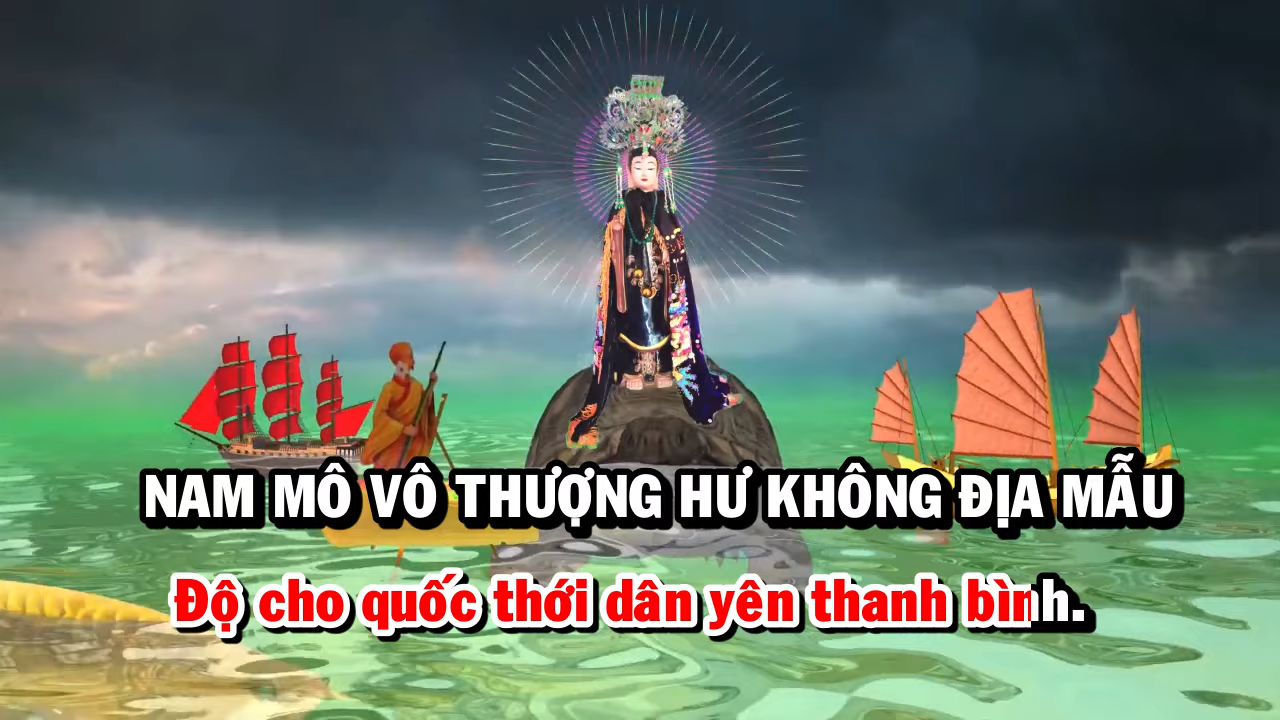 NAM MÔ VÔ THƯỢNG HƯ KHÔNG ĐỊA MẪU
Độ cho quốc thới dân yên thanh bình.